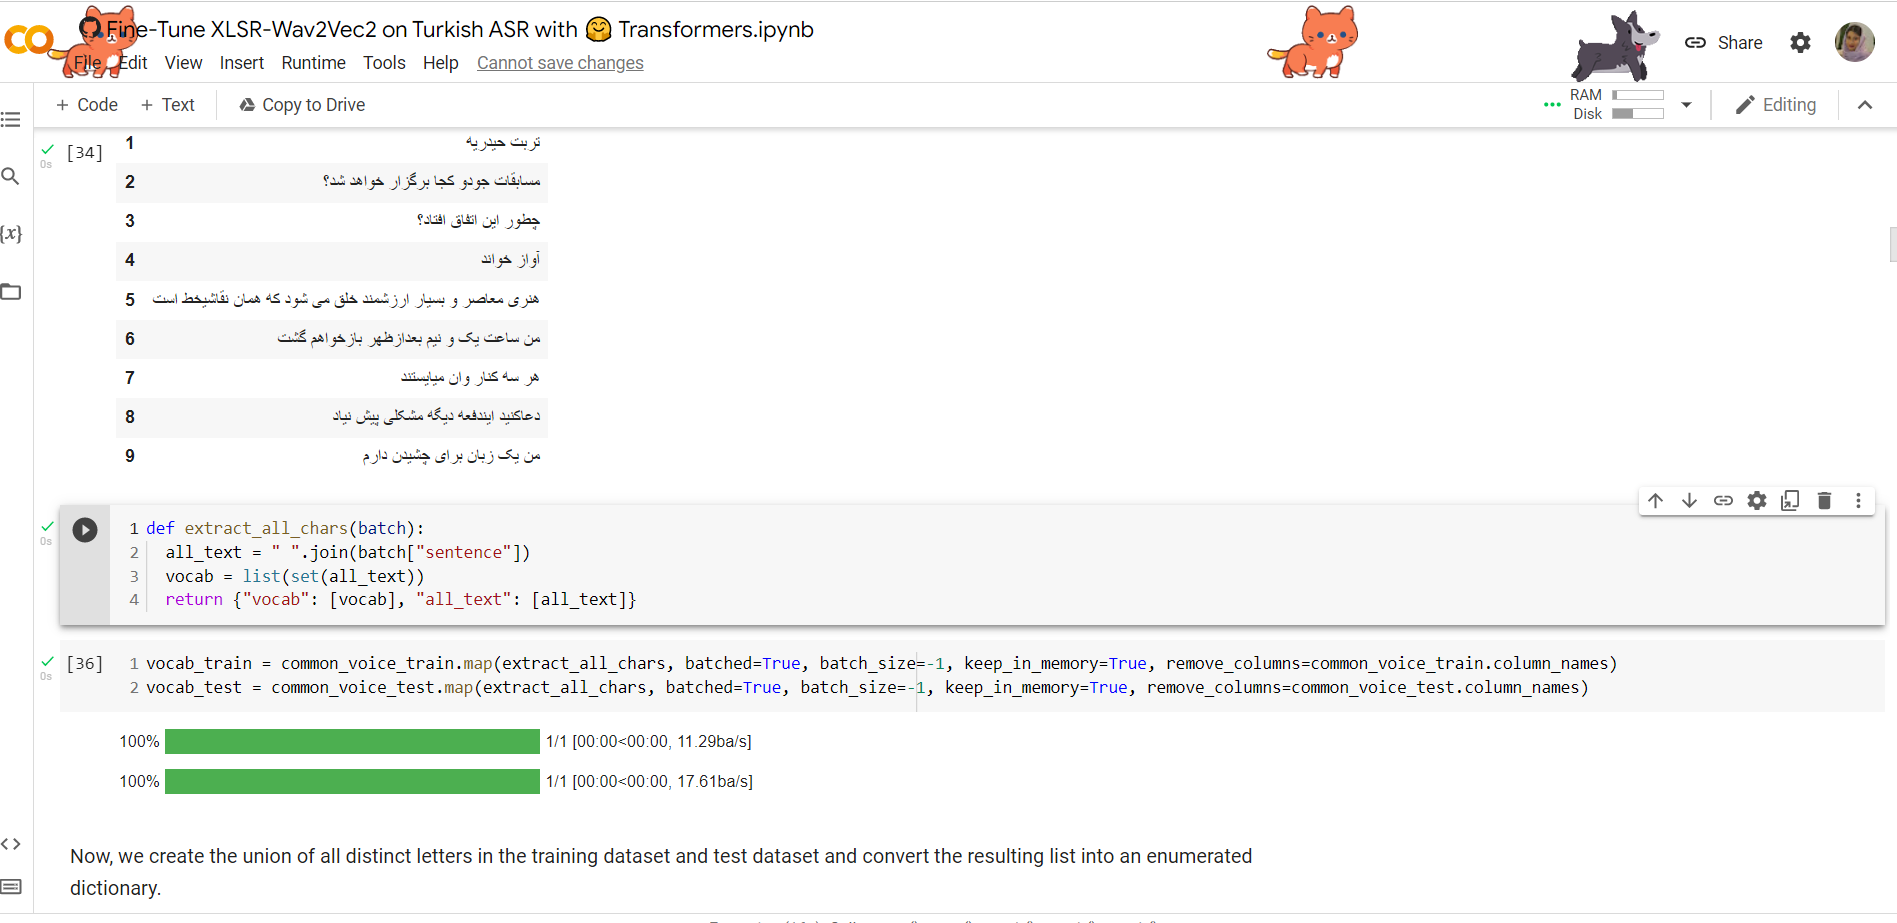 Fine-Tune XLSR-Wav2Vec2 on Turkish ASR with 🤗 Transformers.ipynb
File Edit View Insert Runtime Tools Help Cannot save changes
Share
+ Code + Text Copy to Drive
RAM
Disk
Editing
[34]
0s
1 تربت حیدریه
2 مسابقات جودو کجا برگزار خواهد شد؟
3 چطور این اتفاق افتاد؟
4 آواز خواند
5 هنری معاصر و بسیار ارزشمند خلق می شود که همان نقاشیخط است
6 من ساعت یک و نیم بعدازظهر بازخواهم گشت
7 هر سه کنار وان میایستند
8 دعاکنید ایندفعه دیگه مشکلی پیش نیاد
9 من یک زبان برای چشیدن دارم
0s
1 def extract_all_chars(batch):
2 all_text = " ".join(batch["sentence"])
3 vocab = list(set(all_text))
4 return {"vocab": [vocab], "all_text": [all_text]}
[36]
0s
1 vocab_train = common_voice_train.map(extract_all_chars, batched=True, batch_size=-1, keep_in_memory=True, remove_columns=common_voice_train.column_names)
2 vocab_test = common_voice_test.map(extract_all_chars, batched=True, batch_size=-1, keep_in_memory=True, remove_columns=common_voice_test.column_names)
100% 1/1 [00:00<00:00, 11.29ba/s]
100% 1/1 [00:00<00:00, 17.61ba/s]
Now, we create the union of all distinct letters in the training dataset and test dataset and convert the resulting list into an enumerated
dictionary.